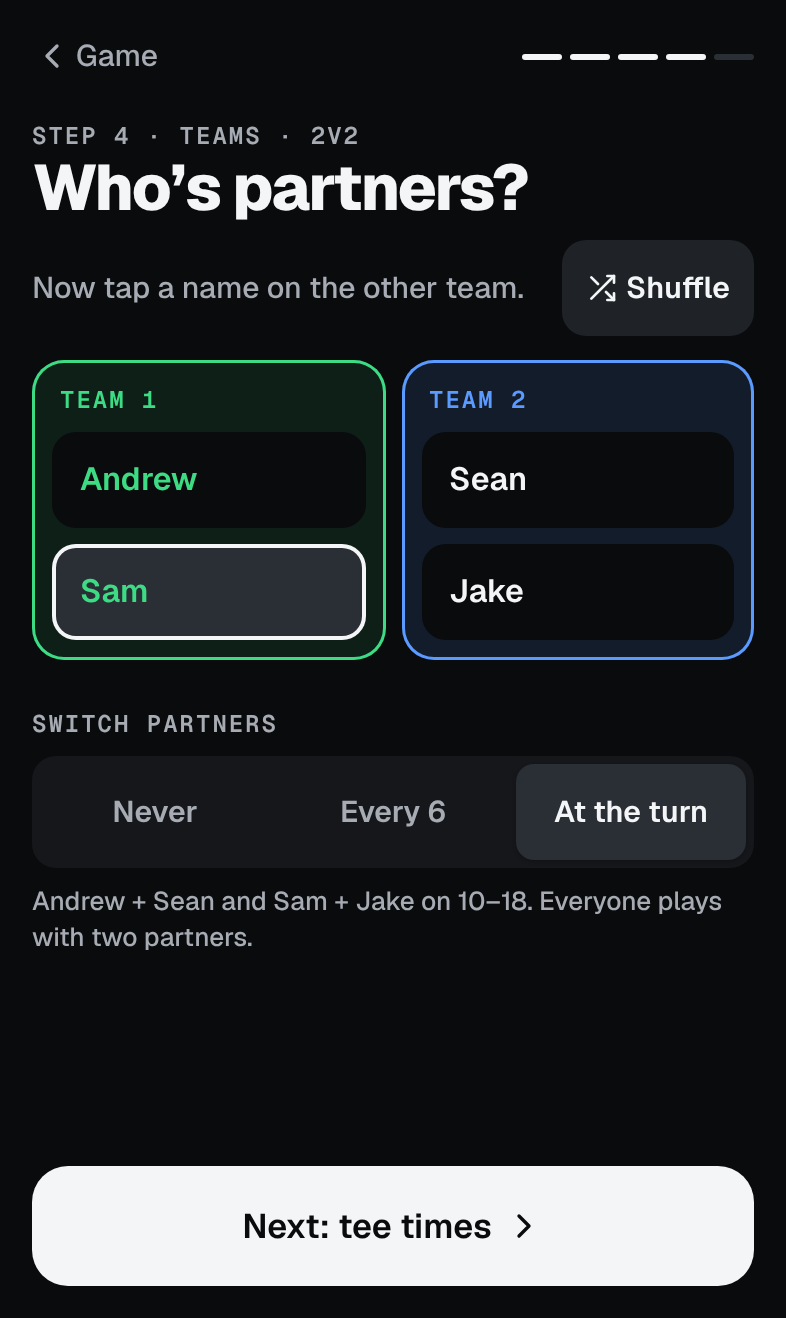 Game
STEP 4 · TEAMS · 2V2
Who’s partners?
Now tap a name on the other team.
Shuffle
TEAM 1
Andrew
Sam
TEAM 2
Sean
Jake
SWITCH PARTNERS
Never
Every 6
At the turn
Andrew + Sean and Sam + Jake on 10–18. Everyone plays
with two partners.
Next: tee times